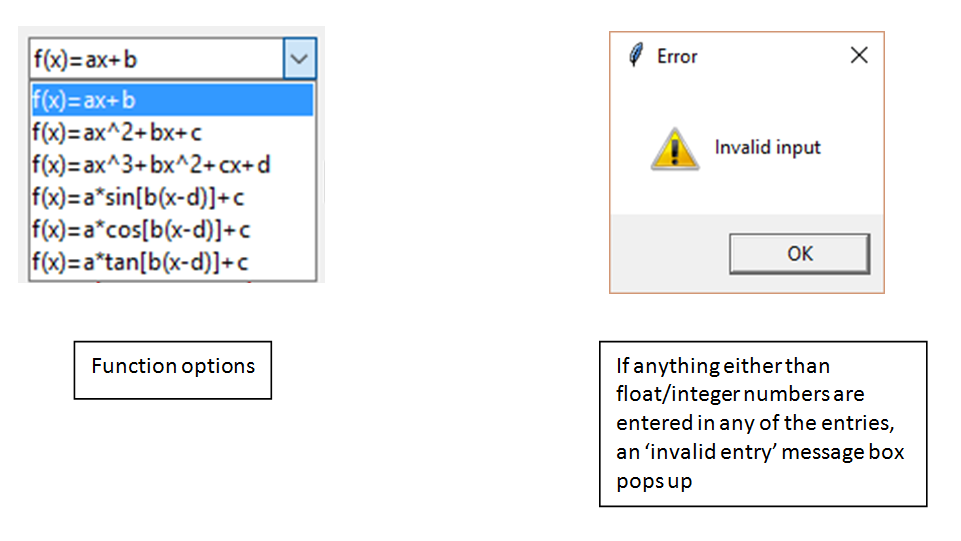 f(x)=ax+b
f(x)=ax+b
f(x)=ax^2+bx+c
f(x)=ax^3+bx^2+cx+d
f(x)=a*sin[b(x-d)]+c
f(x)=a*cos[b(x-d)]+c
f(x)=a*tan[b(x-d)]+c
Function options
Error
Invalid input
OK
If anything either than
float/integer numbers are
entered in any of the entries,
an ‘invalid entry’ message box
pops up